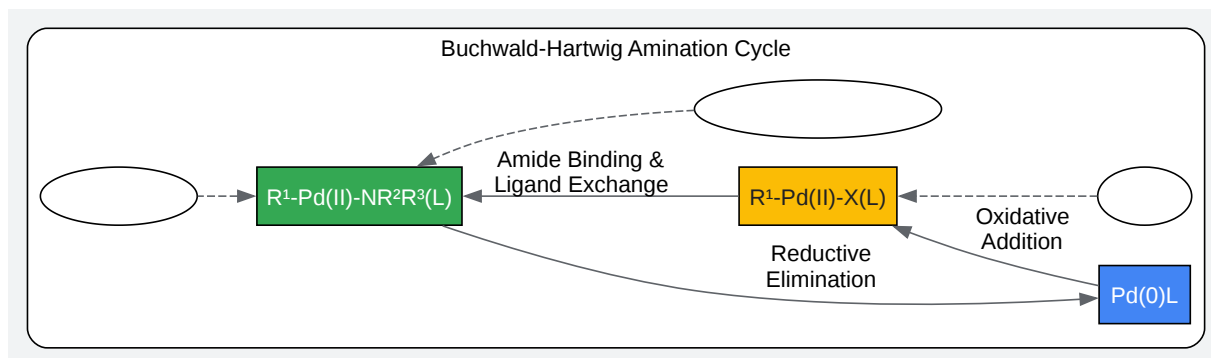 Buchwald-Hartwig Amination Cycle
Amide Binding &
Ligand Exchange
R¹-Pd(II)-NR²R³(L)
R¹-Pd(II)-X(L)
Oxidative
Addition
Reductive
Elimination
Pd(0)L